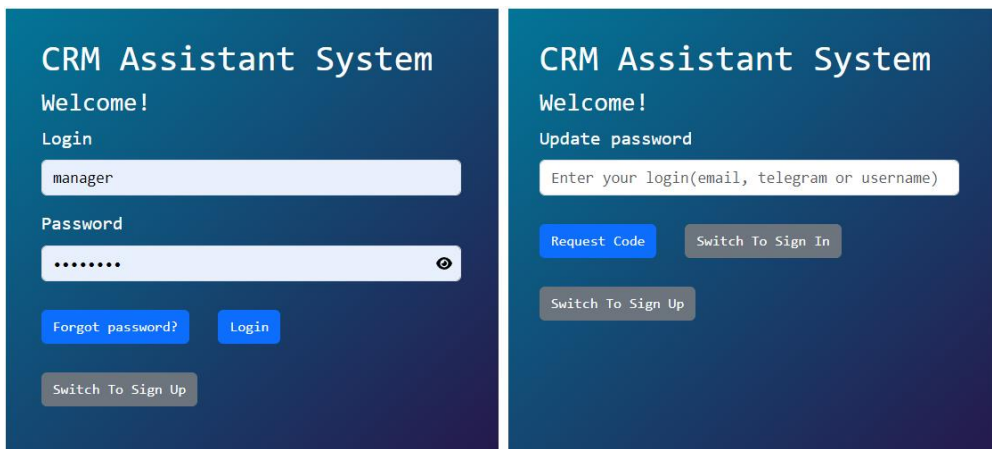 CRM Assistant System
Welcome!
Login
manager
Password
••••••••
Forgot password? Login
Switch To Sign Up
CRM Assistant System
Welcome!
Update password
Enter your login(email, telegram or username)
Request Code Switch To Sign In
Switch To Sign Up